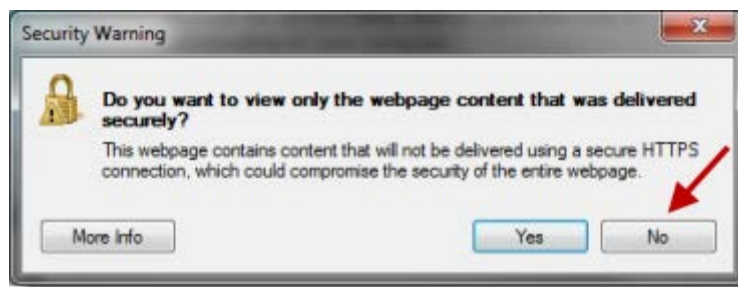 Security Warning
Do you want to view only the webpage content that was delivered
securely?
This webpage contains content that will not be delivered using a secure HTTPS
connection, which could compromise the security of the entire webpage.
More Info
Yes
No